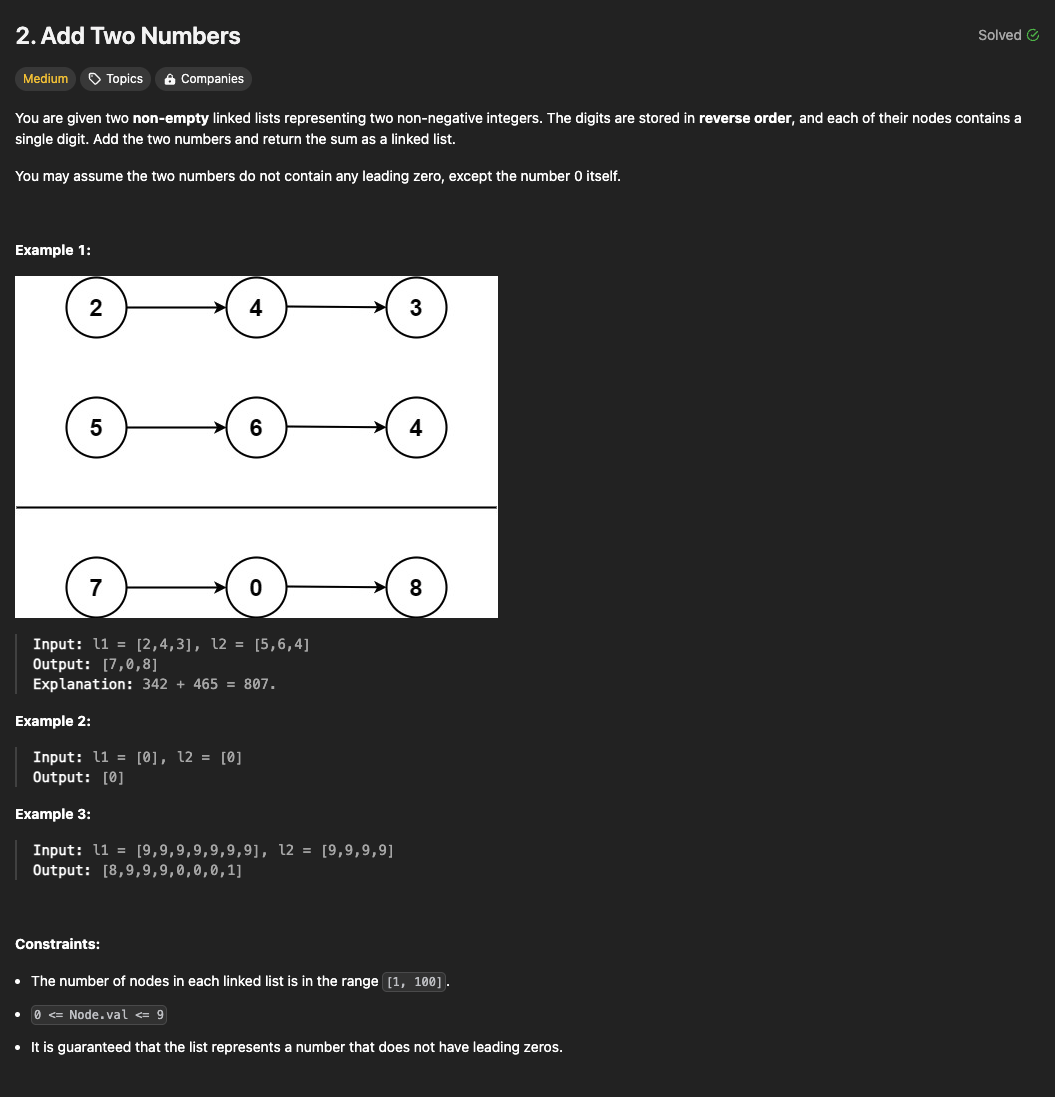 2. Add Two Numbers
Solved
Medium Topics Companies
You are given two non-empty linked lists representing two non-negative integers. The digits are stored in reverse order, and each of their nodes contains a
single digit. Add the two numbers and return the sum as a linked list.
You may assume the two numbers do not contain any leading zero, except the number 0 itself.
Example 1:
2 4 3
5 6 4
7 0 8
Input: l1 = [2,4,3], l2 = [5,6,4]
Output: [7,0,8]
Explanation: 342 + 465 = 807.
Example 2:
Input: l1 = [0], l2 = [0]
Output: [0]
Example 3:
Input: l1 = [9,9,9,9,9,9,9], l2 = [9,9,9,9]
Output: [8,9,9,9,0,0,0,1]
Constraints:
• The number of nodes in each linked list is in the range [1, 100].
• 0 <= Node.val <= 9
• It is guaranteed that the list represents a number that does not have leading zeros.